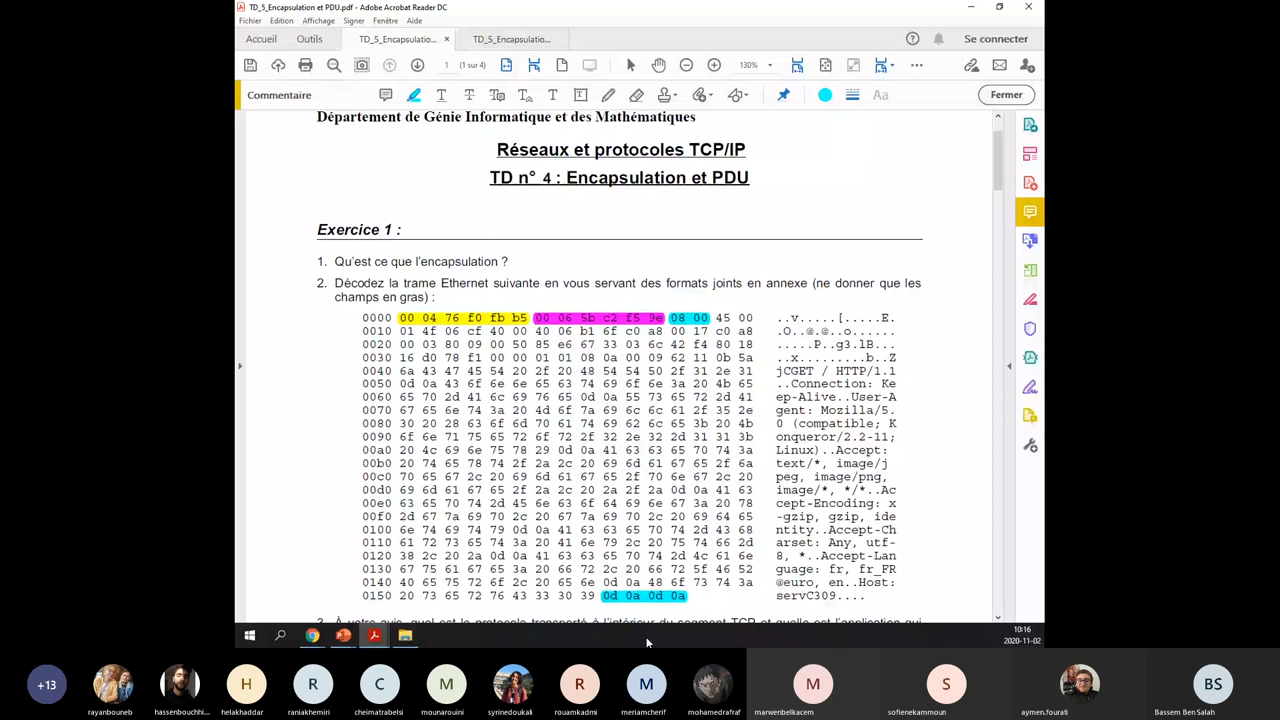 TD_5_Encapsulation et PDU.pdf - Adobe Acrobat Reader DC
Fichier Edition Affichage Signer Fenêtre Aide
Accueil Outils TD_5_Encapsulatio... × TD_5_Encapsulatio... Se connecter
1 (1 sur 4) 130%
Commentaire Aa Fermer
Département de Génie Informatique et des Mathématiques
Réseaux et protocoles TCP/IP
TD n° 4 : Encapsulation et PDU
Exercice 1 :
1. Qu'est ce que l'encapsulation ?
2. Décodez la trame Ethernet suivante en vous servant des formats joints en annexe (ne donner que les
champs en gras) :
0000 00 04 76 f0 fb b5 00 06 5b c2 f5 9e 08 00 45 00 ..v.....[.....E.
0010 01 4f 06 cf 40 00 40 06 b1 6f c0 a8 00 17 c0 a8 .O..@.@..o......
0020 00 03 80 09 00 50 85 e6 67 33 03 6c 42 f4 80 18 .....P..g3.lB...
0030 16 d0 78 f1 00 00 01 01 08 0a 00 09 62 11 0b 5a ..x.........b..Z
0040 6a 43 47 45 54 20 2f 20 48 54 54 50 2f 31 2e 31 jCGET / HTTP/1.1
0050 0d 0a 43 6f 6e 6e 65 63 74 69 6f 6e 3a 20 4b 65 ..Connection: Ke
0060 65 70 2d 41 6c 69 76 65 0d 0a 55 73 65 72 2d 41 ep-Alive..User-A
0070 67 65 6e 74 3a 20 4d 6f 7a 69 6c 6c 61 2f 35 2e gent: Mozilla/5.
0080 30 20 28 63 6f 6d 70 61 74 69 62 6c 65 3b 20 4b 0 (compatible; K
0090 6f 6e 71 75 65 72 6f 72 2f 32 2e 32 2d 31 31 3b onqueror/2.2-11;
00a0 20 4c 69 6e 75 78 29 0d 0a 41 63 63 65 70 74 3a Linux)..Accept:
00b0 20 74 65 78 74 2f 2a 2c 20 69 6d 61 67 65 2f 6a text/*, image/j
00c0 70 65 67 2c 20 69 6d 61 67 65 2f 70 6e 67 2c 20 peg, image/png,
00d0 69 6d 61 67 65 2f 2a 2c 20 2a 2f 2a 0d 0a 41 63 image/*, */*..Ac
00e0 63 65 70 74 2d 45 6e 63 6f 64 69 6e 67 3a 20 78 cept-Encoding: x
00f0 2d 67 7a 69 70 2c 20 67 7a 69 70 2c 20 69 64 65 -gzip, gzip, ide
0100 6e 74 69 74 79 0d 0a 41 63 63 65 70 74 2d 43 68 ntity..Accept-Ch
0110 61 72 73 65 74 3a 20 41 6e 79 2c 20 75 74 66 2d arset: Any, utf-
0120 38 2c 20 2a 0d 0a 41 63 63 65 70 74 2d 4c 61 6e 8, *..Accept-Lan
0130 67 75 61 67 65 3a 20 66 72 2c 20 66 72 5f 46 52 guage: fr, fr_FR
0140 40 65 75 72 6f 2c 20 65 6e 0d 0a 48 6f 73 74 3a @euro, en..Host:
0150 20 73 65 72 76 43 33 30 39 0d 0a 0d 0a servC309....
3. À votre avis, quel est le protocole transporté à l'intérieur du segment TCP et quelle est l'application qui
10:16
2020-11-02
+13 H R C M R M M S BS
rayanbouneb hassenbouchhi... helakhaddar raniakhemiri cheimatrabelsi mounarouini syrinedoukali rouamkadmi meriamcherif mohamedrafraf marwenbelkacem sofienekammoun aymen.fourati Bassem Ben Salah